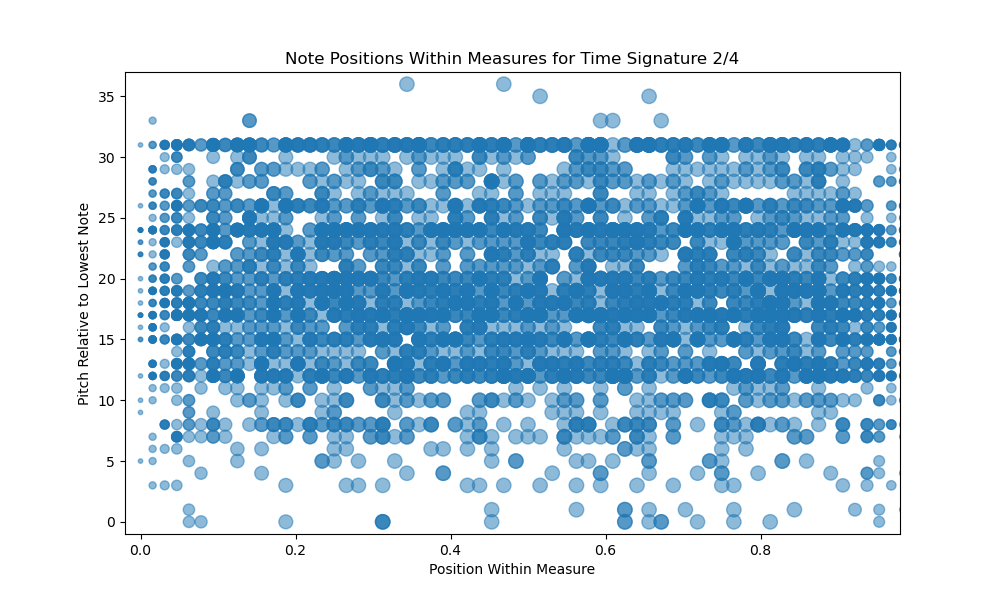 Note Positions Within Measures for Time Signature 2/4
35
30
25
20
15
10
5
0
Pitch Relative to Lowest Note
0.0 0.2 0.4 0.6 0.8
Position Within Measure